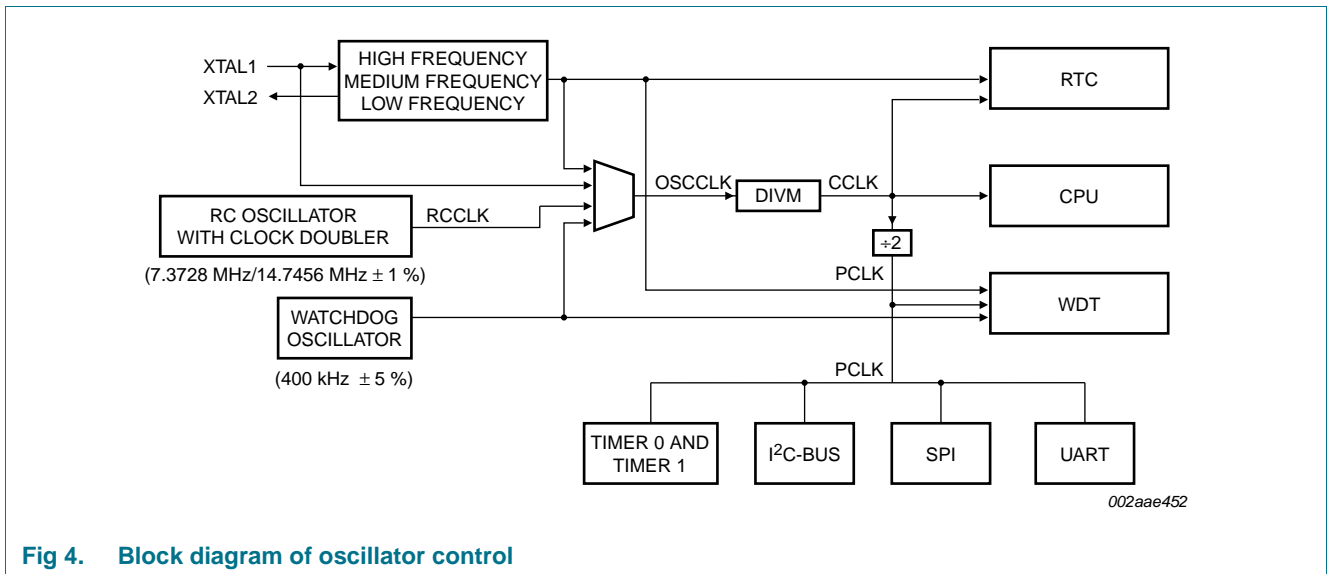 XTAL1
XTAL2
HIGH FREQUENCY
MEDIUM FREQUENCY
LOW FREQUENCY
RTC
OSCCLK
DIVM
CCLK
CPU
RC OSCILLATOR
WITH CLOCK DOUBLER
RCCLK
(7.3728 MHz/14.7456 MHz ± 1 %)
÷2
PCLK
WDT
WATCHDOG
OSCILLATOR
(400 kHz ± 5 %)
PCLK
TIMER 0 AND
TIMER 1
I²C-BUS
SPI
UART
002aae452
Fig 4. Block diagram of oscillator control